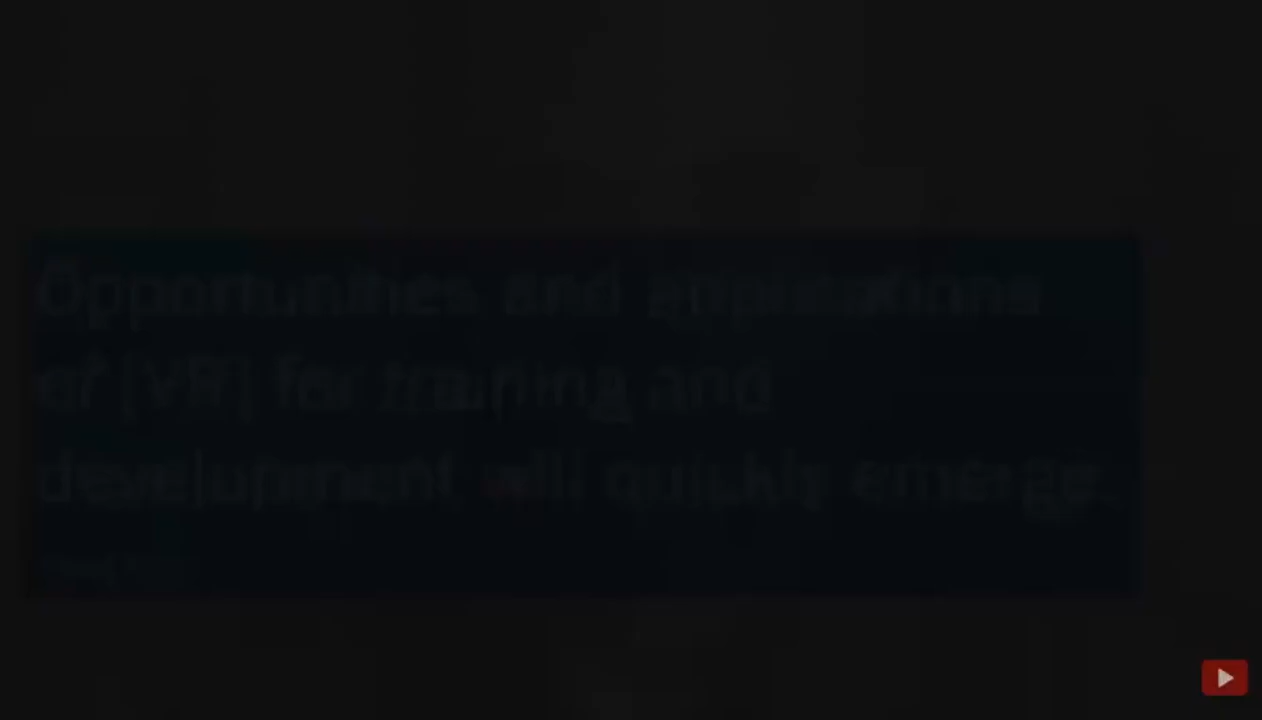 Opportunities and applications
of [VR] for training and
development will quickly emerge.